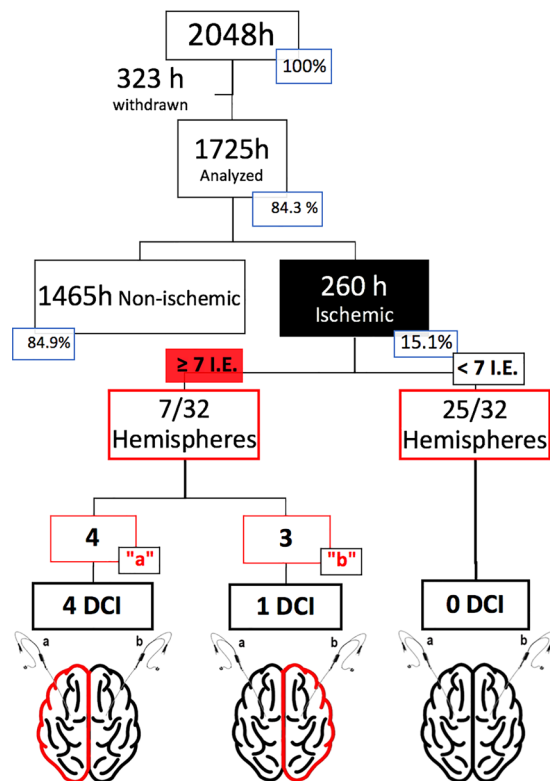 2048h
100%
323 h
withdrawn
1725h
Analyzed
84.3 %
1465h Non-ischemic
84.9%
260 h
Ischemic
15.1%
≥ 7 I.E.
< 7 I.E.
7/32
Hemispheres
25/32
Hemispheres
4
"a"
3
"b"
4 DCI
1 DCI
0 DCI
a b
a b
a b